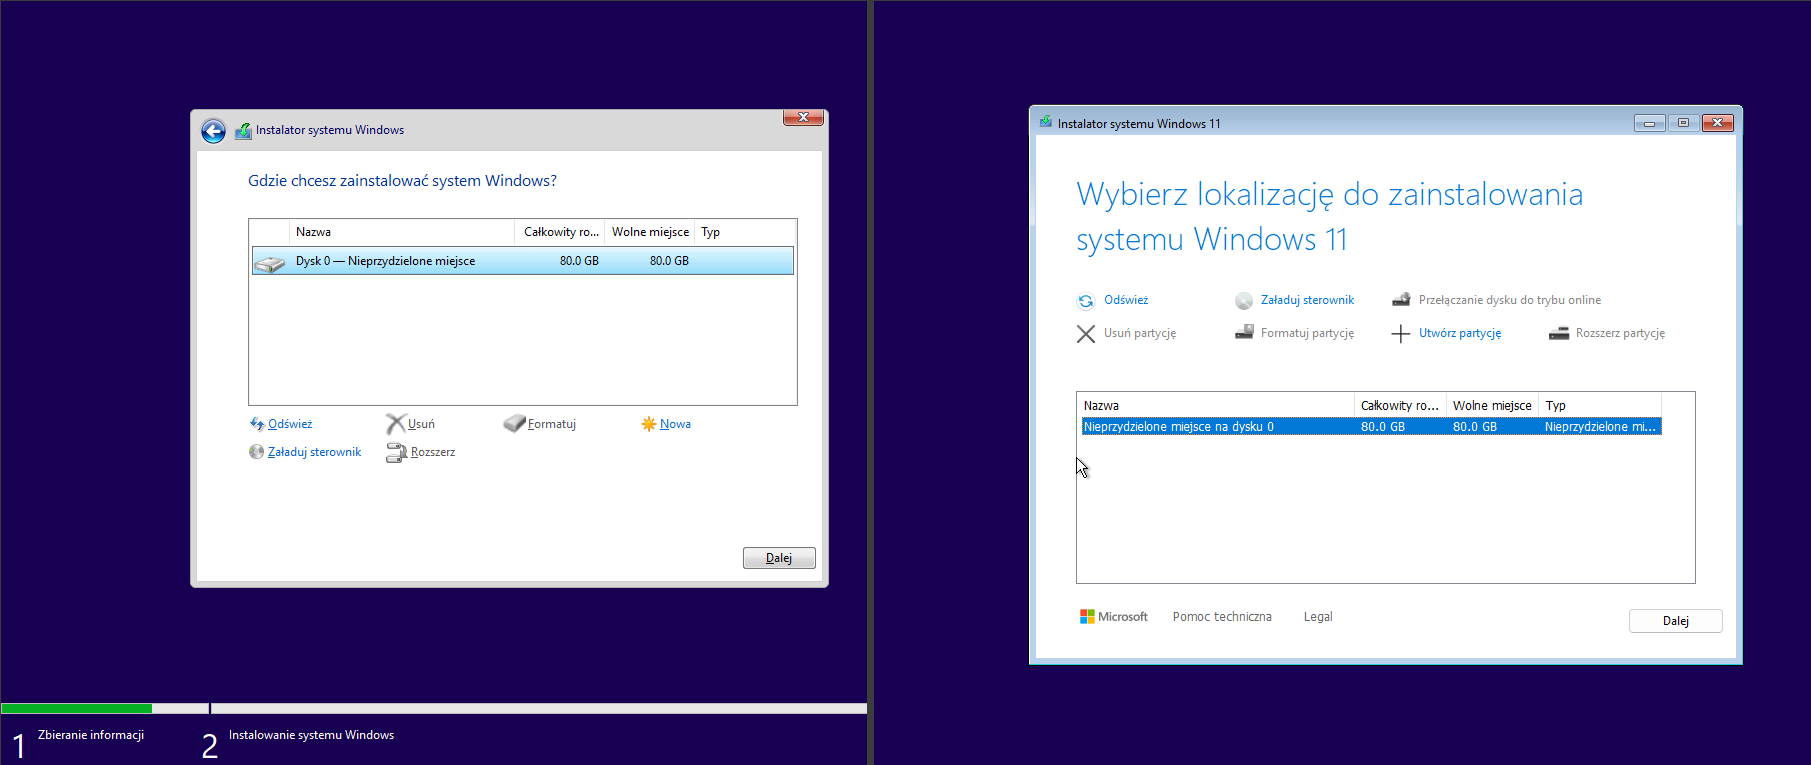 Instalator systemu Windows
Gdzie chcesz zainstalować system Windows?
Nazwa Całkowity ro... Wolne miejsce Typ
Dysk 0 — Nieprzydzielone miejsce 80.0 GB 80.0 GB
Odśwież Usuń Formatuj Nowa
Załaduj sterownik Rozszerz
Dalej
1 Zbieranie informacji 2 Instalowanie systemu Windows
Instalator systemu Windows 11
Wybierz lokalizację do zainstalowania
systemu Windows 11
Odśwież Załaduj sterownik Przełączanie dysku do trybu online
Usuń partycję Formatuj partycję Utwórz partycję Rozszerz partycję
Nazwa Całkowity ro... Wolne miejsce Typ
Nieprzydzielone miejsce na dysku 0 80.0 GB 80.0 GB Nieprzydzielone mi...
Microsoft Pomoc techniczna Legal
Dalej